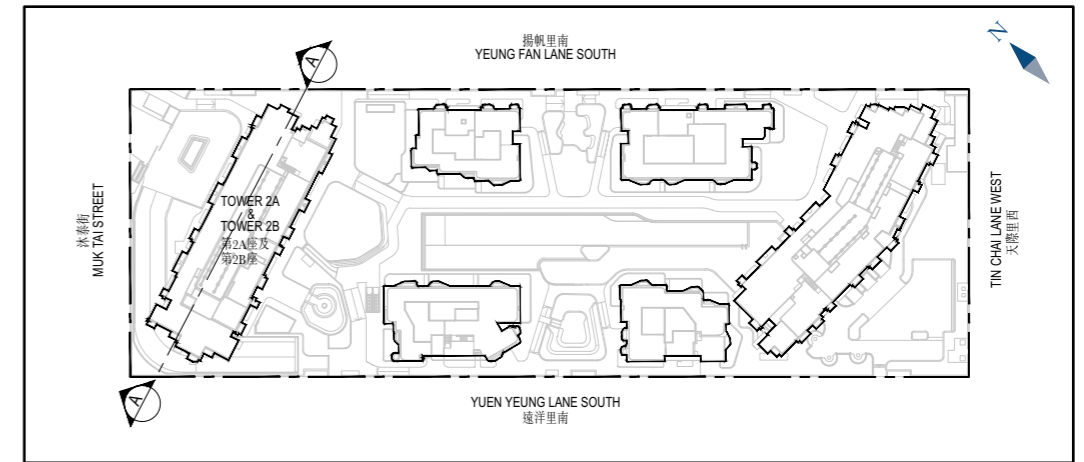 揚帆里南
YEUNG FAN LANE SOUTH
N
A
沐泰街
MUK TAI STREET
TOWER 2A
&
TOWER 2B
第2A座及
第2B座
TIN CHAI LANE WEST
天際里西
A
YUEN YEUNG LANE SOUTH
遠洋里南